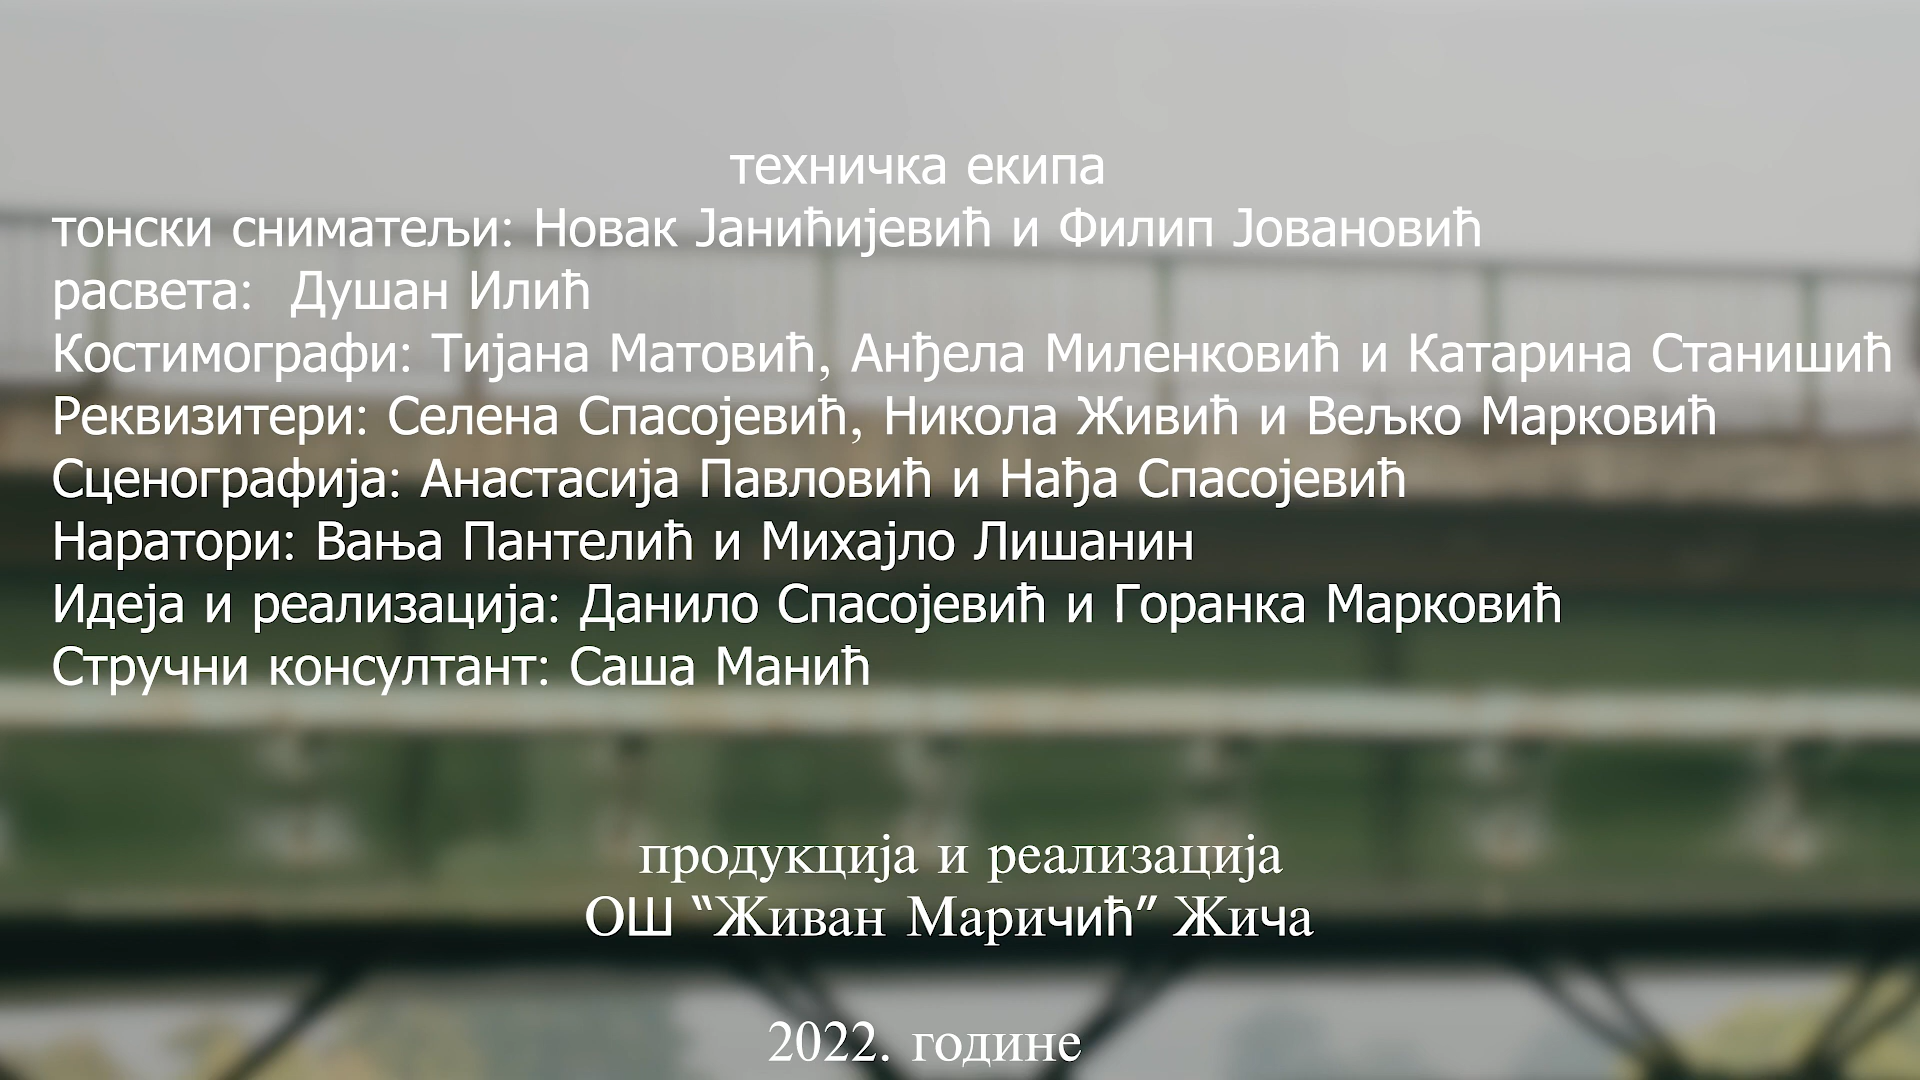 техничка екипа
тонски сниматељи: Новак Јанићијевић и Филип Јовановић
расвета:  Душан Илић
Костимографи: Тијана Матовић, Анђела Миленковић и Катарина Станишић
Реквизитери: Селена Спасојевић, Никола Живић и Вељко Марковић
Сценографија: Анастасија Павловић и Нађа Спасојевић
Наратори: Вања Пантелић и Михајло Лишанин
Идеја и реализација: Данило Спасојевић и Горанка Марковић
Стручни консултант: Саша Манић
продукција и реализација
ОШ “Живан Маричић” Жича
2022. године